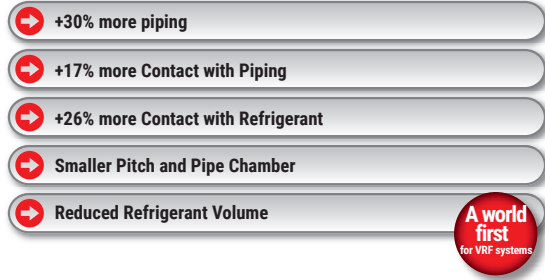 +30% more piping
+17% more Contact with Piping
+26% more Contact with Refrigerant
Smaller Pitch and Pipe Chamber
Reduced Refrigerant Volume
A world
first
for VRF systems